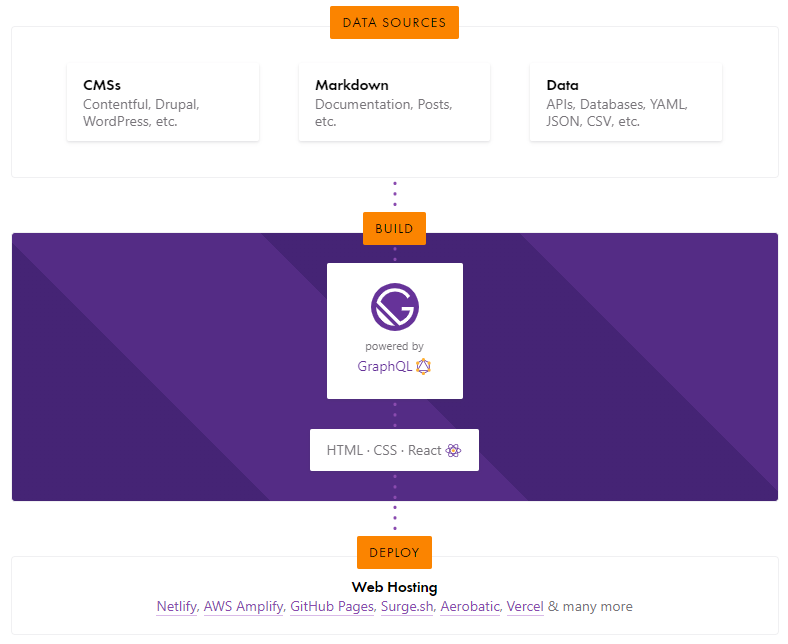 DATA SOURCES
CMSs
Contentful, Drupal,
WordPress, etc.
Markdown
Documentation, Posts,
etc.
Data
APIs, Databases, YAML,
JSON, CSV, etc.
BUILD
powered by
GraphQL
HTML · CSS · React
DEPLOY
Web Hosting
Netlify, AWS Amplify, GitHub Pages, Surge.sh, Aerobatic, Vercel & many more